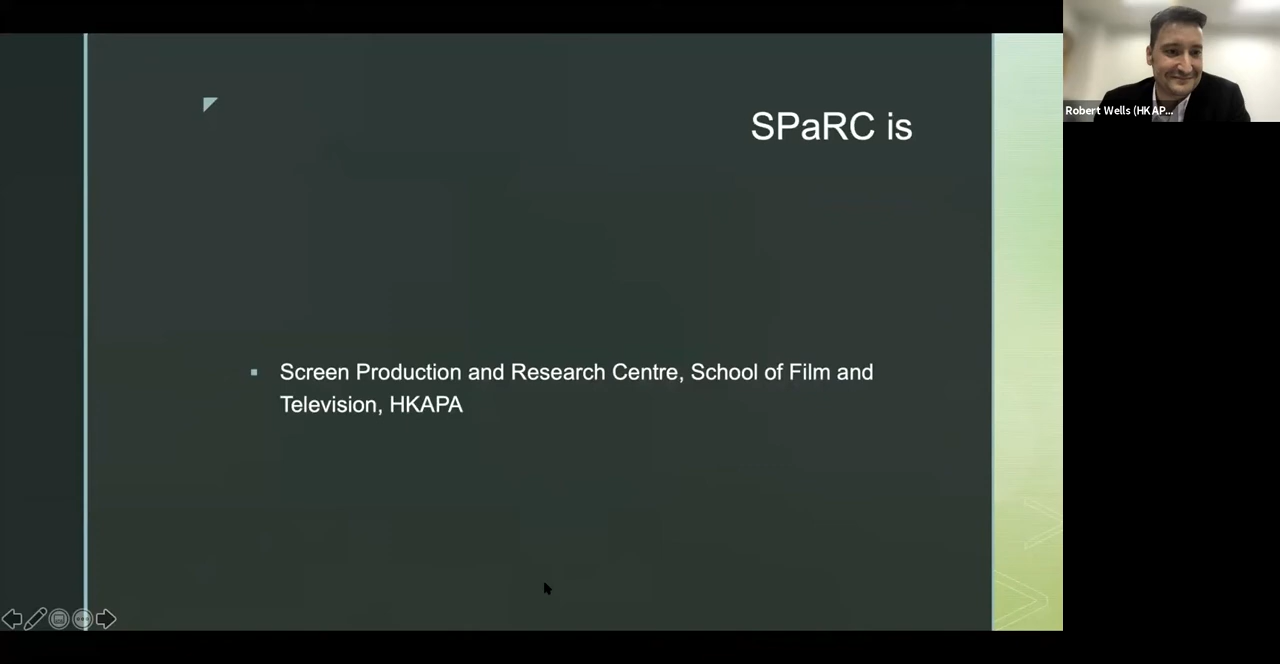 SPaRC is
Screen Production and Research Centre, School of Film and
Television, HKAPA
Robert Wells (HKAP...